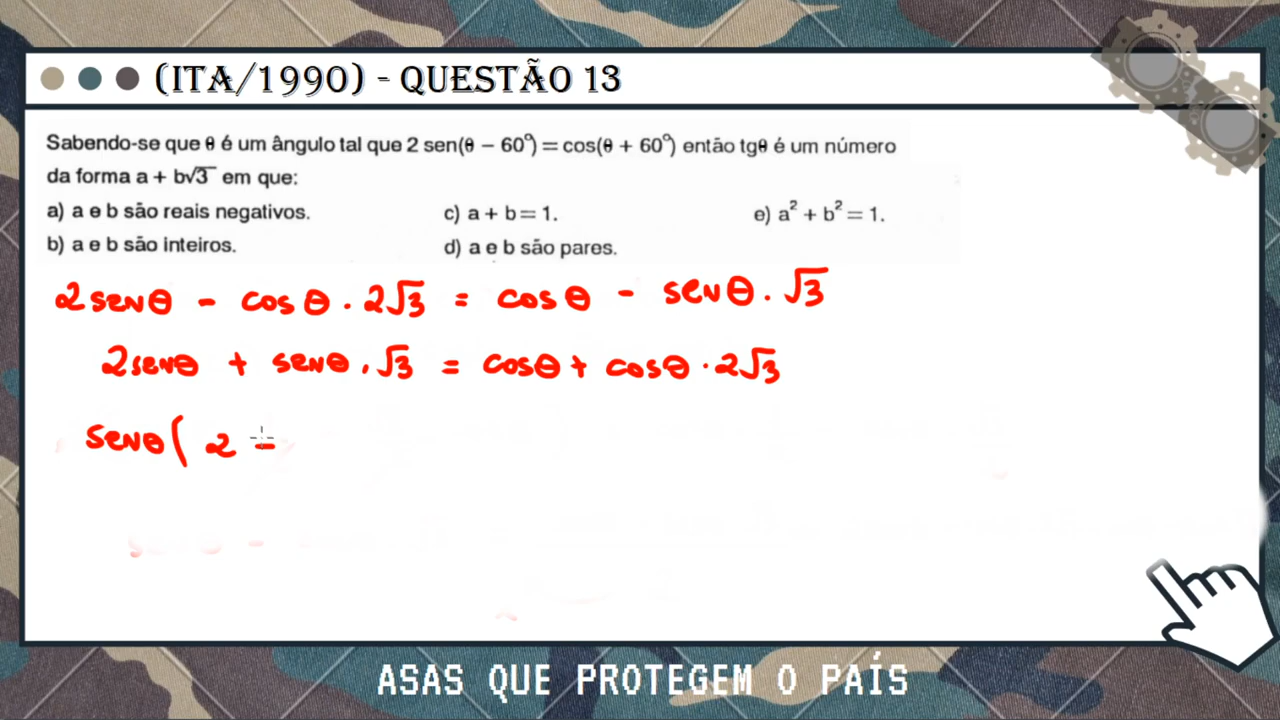 (ITA/1990) - QUESTÃO 13
Sabendo-se que θ é um ângulo tal que 2 sen(θ − 60°) = cos(θ + 60°) então tgθ é um número
da forma a + b√3 em que:
a) a e b são reais negativos.
c) a + b = 1.
e) a² + b² = 1.
b) a e b são inteiros.
d) a e b são pares.
2 senθ - cosθ . 2√3 = cosθ - senθ . √3
2senθ + senθ . √3 = cosθ + cosθ . 2√3
senθ ( 2
ASAS QUE PROTEGEM O PAÍS